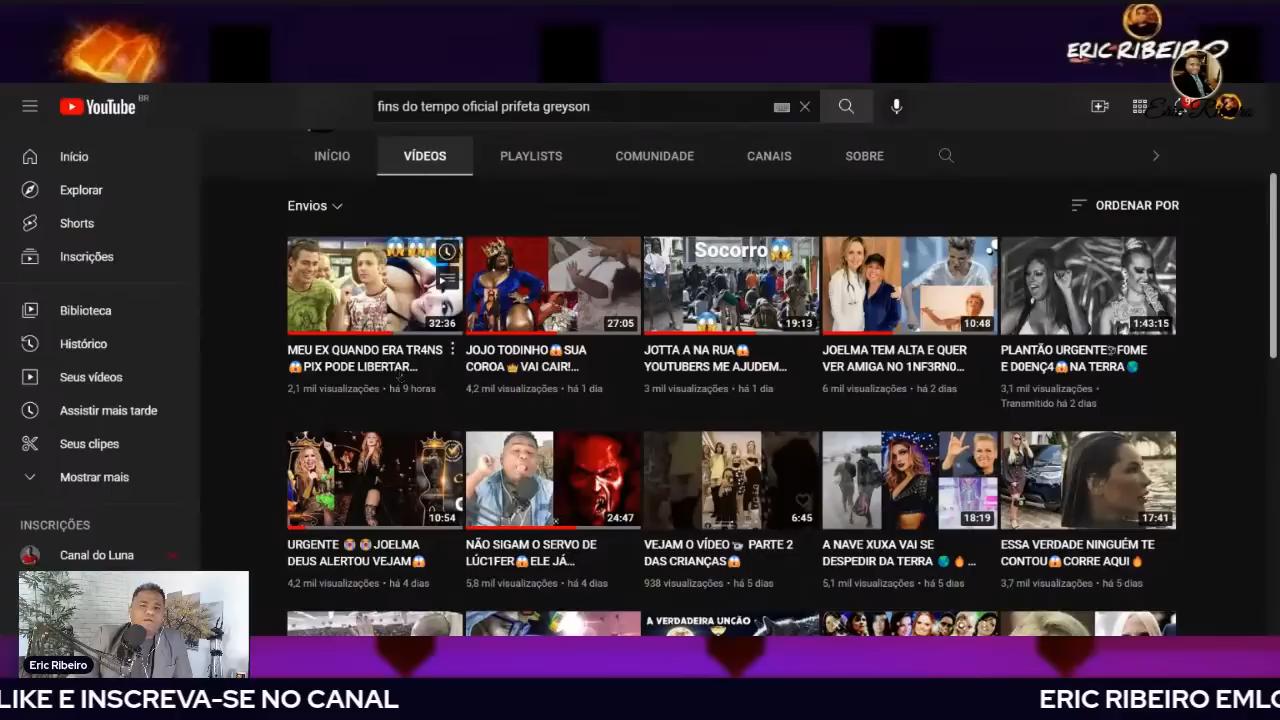 ERIC RIBEIRO
YouTube BR
fins do tempo oficial prifeta greyson
Eric Ribeiro
Início
Explorar
Shorts
Inscrições
Biblioteca
Histórico
Seus vídeos
Assistir mais tarde
Seus clipes
Mostrar mais
INSCRIÇÕES
Canal do Luna
INÍCIO VÍDEOS PLAYLISTS COMUNIDADE CANAIS SOBRE
Envios ORDENAR POR
32:36
MEU EX QUANDO ERA TR4NS
😱PIX PODE LIBERTAR...
2,1 mil visualizações • há 9 horas
27:05
JOJO TODINHO😱SUA
COROA👑VAI CAIR!...
4,2 mil visualizações • há 1 dia
Socorro😱
19:13
JOTTA A NA RUA😱
YOUTUBERS ME AJUDEM...
3 mil visualizações • há 1 dia
10:48
JOELMA TEM ALTA E QUER
VER AMIGA NO 1NF3RN0...
6 mil visualizações • há 2 dias
1:43:15
PLANTÃO URGENTE F0ME
E D0ENÇ4😱NA TERRA🌎
3,1 mil visualizações •
Transmitido há 2 dias
10:54
URGENTE JOELMA
DEUS ALERTOU VEJAM😱
4,2 mil visualizações • há 4 dias
24:47
NÃO SIGAM O SERVO DE
LÚC1FER😱ELE JÁ...
5,8 mil visualizações • há 4 dias
6:45
VEJAM O VÍDEO PARTE 2
DAS CRIANÇAS😱
938 visualizações • há 5 dias
18:19
A NAVE XUXA VAI SE
DESPEDIR DA TERRA 🌎🔥...
5,1 mil visualizações • há 5 dias
17:41
ESSA VERDADE NINGUÉM TE
CONTOU😱CORRE AQUI🔥
3,7 mil visualizações • há 5 dias
A VERDADEIRA UNÇÃO
Eric Ribeiro
LIKE E INSCREVA-SE NO CANAL
ERIC RIBEIRO EMLO